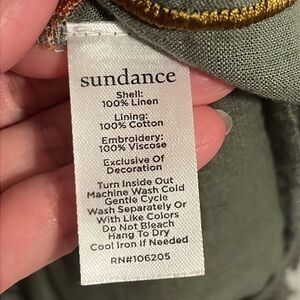 sundance
Shell:
100% Linen
Lining:
100% Cotton
Embroidery:
100% Viscose
Exclusive Of
Decoration
Turn Inside Out
Machine Wash Cold
Gentle Cycle
Wash Separately Or
With Like Colors
Do Not Bleach
Hang To Dry
Cool Iron If Needed
RN#106205